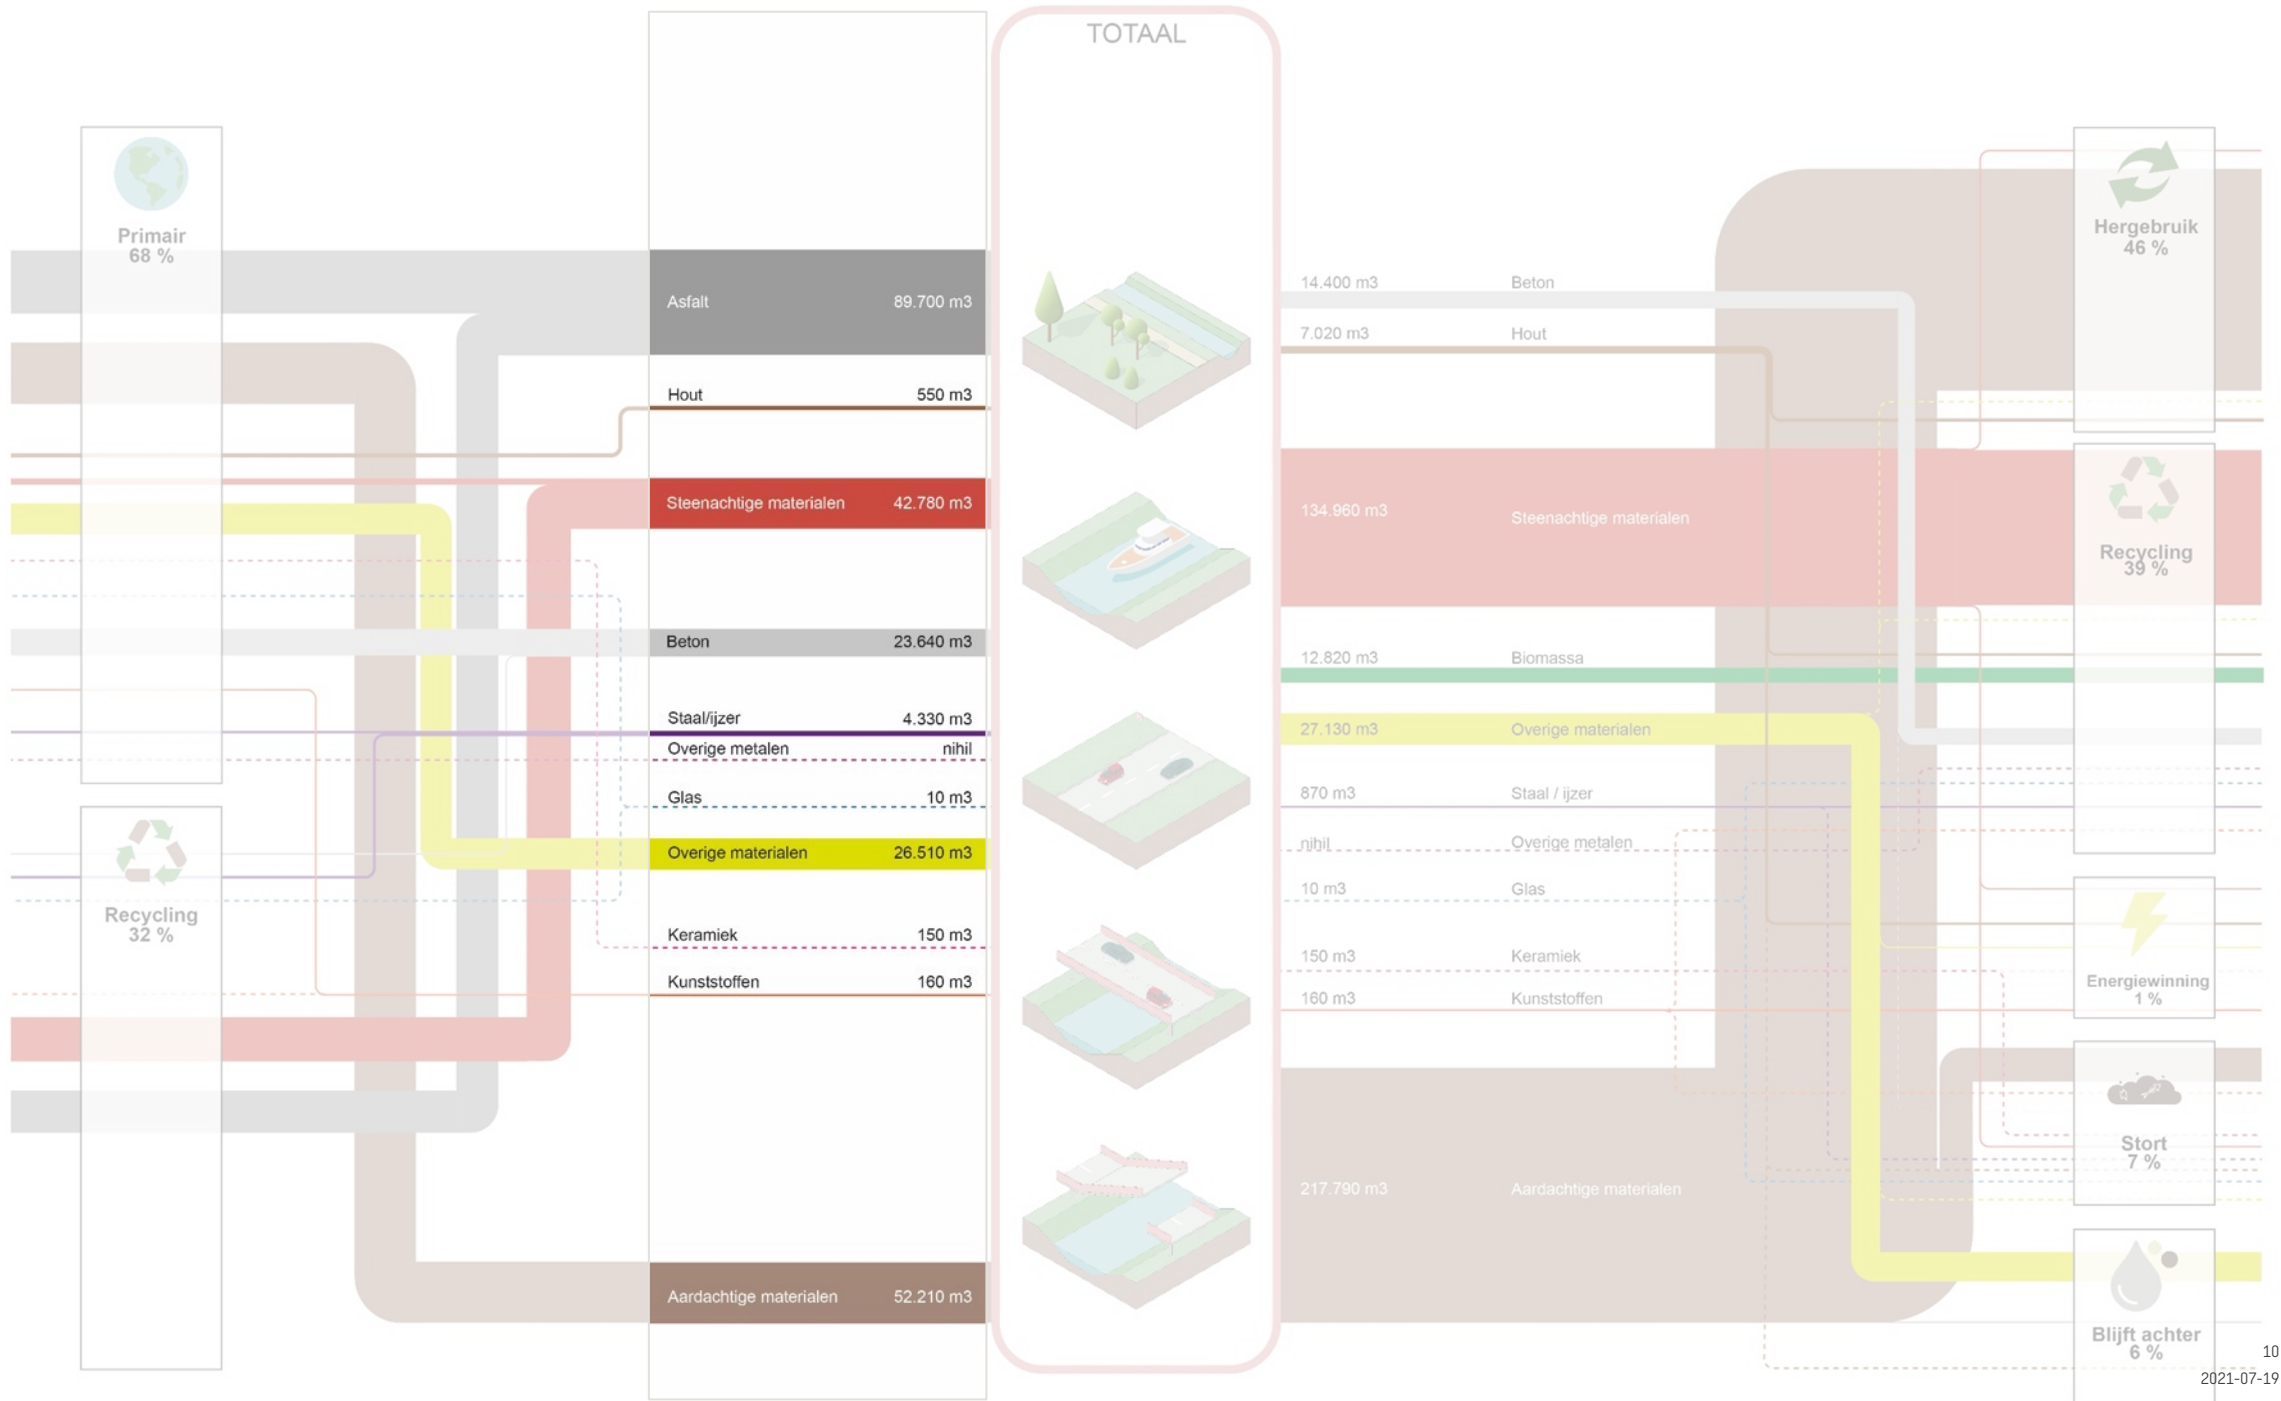 TOTAAL
Primair
68 %
Recycling
32 %
Asfalt 89.700 m3
Hout 550 m3
Steenachtige materialen 42.780 m3
Beton 23.640 m3
Staal/ijzer 4.330 m3
Overige metalen nihil
Glas 10 m3
Overige materialen 26.510 m3
Keramiek 150 m3
Kunststoffen 160 m3
Aardachtige materialen 52.210 m3
14.400 m3 Beton
7.020 m3 Hout
134.960 m3 Steenachtige materialen
12.820 m3 Biomassa
27.130 m3 Overige materialen
870 m3 Staal / ijzer
nihil Overige metalen
10 m3 Glas
150 m3 Keramiek
160 m3 Kunststoffen
217.790 m3 Aardachtige materialen
Hergebruik
46 %
Recycling
39 %
Energiewinning
1 %
Stort
7 %
Blijft achter
6 %
10
2021-07-19